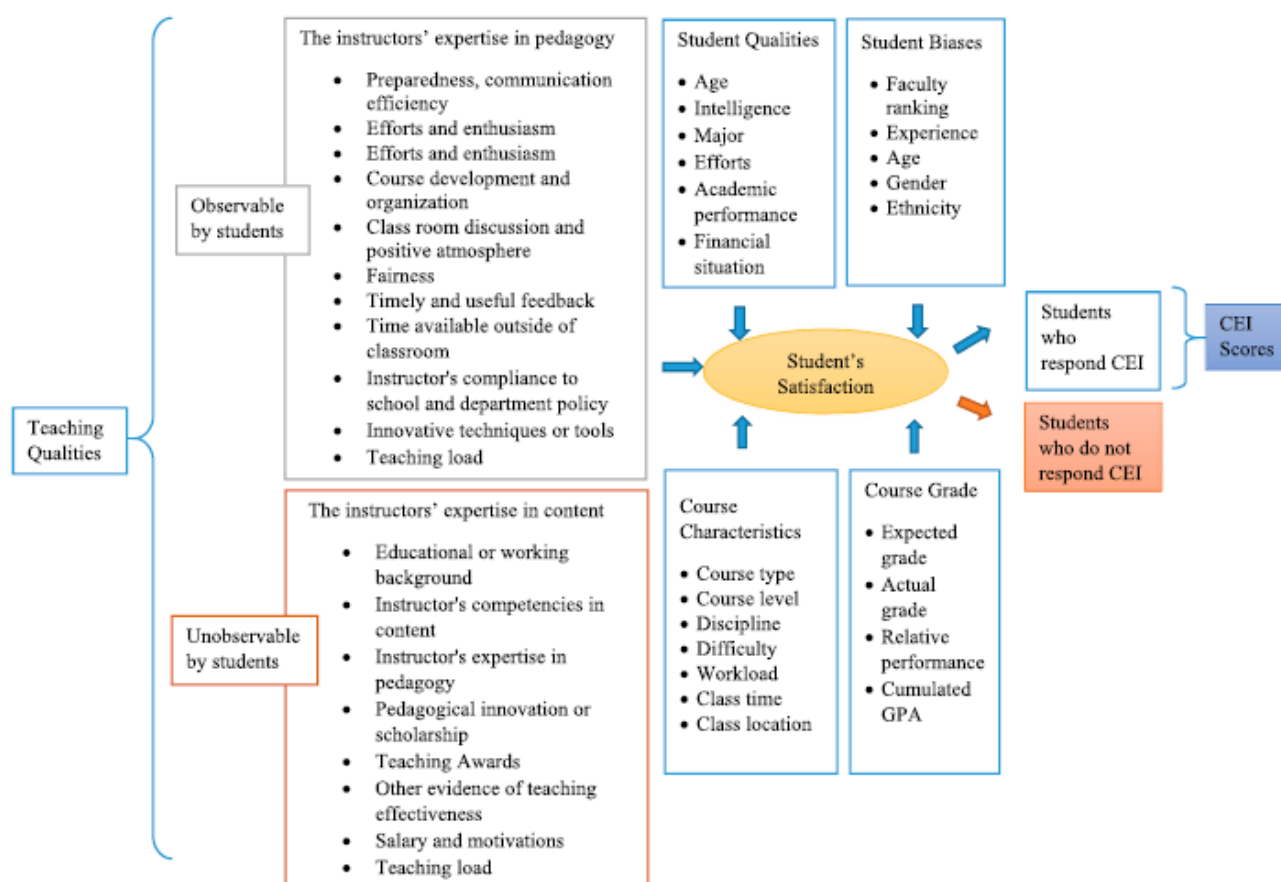 Teaching
Qualities
Observable
by students
The instructors' expertise in pedagogy
• Preparedness, communication
efficiency
• Efforts and enthusiasm
• Efforts and enthusiasm
• Course development and
organization
• Class room discussion and
positive atmosphere
• Fairness
• Timely and useful feedback
• Time available outside of
classroom
• Instructor's compliance to
school and department policy
• Innovative techniques or tools
• Teaching load
Unobservable
by students
The instructors' expertise in content
• Educational or working
background
• Instructor's competencies in
content
• Instructor's expertise in
pedagogy
• Pedagogical innovation or
scholarship
• Teaching Awards
• Other evidence of teaching
effectiveness
• Salary and motivations
• Teaching load
Student Qualities
• Age
• Intelligence
• Major
• Efforts
• Academic
performance
• Financial
situation
Student Biases
• Faculty
ranking
• Experience
• Age
• Gender
• Ethnicity
Student's
Satisfaction
Course
Characteristics
• Course type
• Course level
• Discipline
• Difficulty
• Workload
• Class time
• Class location
Course Grade
• Expected
grade
• Actual
grade
• Relative
performance
• Cumulated
GPA
Students
who
respond CEI
Students
who do not
respond CEI
CEI
Scores